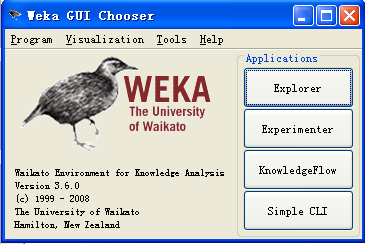 Weka GUI Chooser
Program Visualization Tools Help
WEKA
The University
of Waikato
Waikato Environment for Knowledge Analysis
Version 3.6.0
(c) 1999 - 2008
The University of Waikato
Hamilton, New Zealand
Applications
Explorer
Experimenter
KnowledgeFlow
Simple CLI